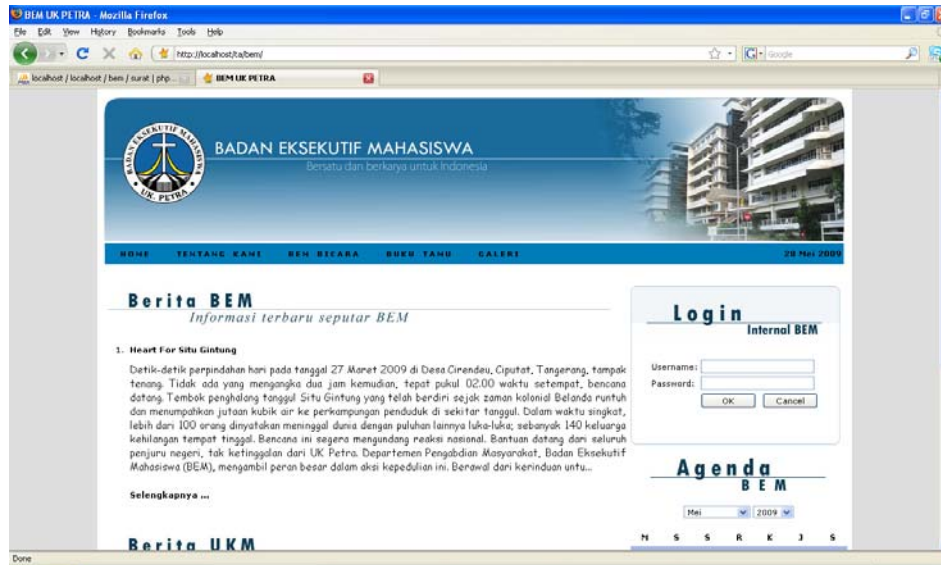 BEM UK PETRA - Mozilla Firefox
File Edit View History Bookmarks Tools Help
http://localhost/ta/bem/
Google
localhost / localhost / bem / surat | php...
BEM UK PETRA
BADAN EKSEKUTIF MAHASISWA
UK. PETRA
BADAN EKSEKUTIF MAHASISWA
Bersatu dan berkarya untuk Indonesia
HOME TENTANG KAMI BEM BICARA BUKU TAMU GALERI 28 Mei 2009
Berita BEM
Informasi terbaru seputar BEM
1. Heart For Situ Gintung
Detik-detik perpindahan hari pada tanggal 27 Maret 2009 di Desa Cirendeu, Ciputat, Tangerang, tampak
tenang. Tidak ada yang mengangka dua jam kemudian, tepat pukul 02.00 waktu setempat, bencana
datang. Tembok penghalang tanggul Situ Gintung yang telah berdiri sejak zaman kolonial Belanda runtuh
dan menumpahkan jutaan kubik air ke perkampungan penduduk di sekitar tanggul. Dalam waktu singkat,
lebih dari 100 orang dinyatakan meninggal dunia dengan puluhan lainnya luka-luka; sebanyak 140 keluarga
kehilangan tempat tinggal. Bencana ini segera mengundang reaksi nasional. Bantuan datang dari seluruh
penjuru negeri, tak ketinggalan dari UK Petra. Departemen Pengabdian Masyarakat, Badan Eksekutif
Mahasiswa (BEM), mengambil peran besar dalam aksi kepedulian ini. Berawal dari kerinduan untu...
Selengkapnya ...
Berita UKM
Login
Internal BEM
Username:
Password:
OK Cancel
Agenda
BEM
Mei 2009
M S S R K J S
Done